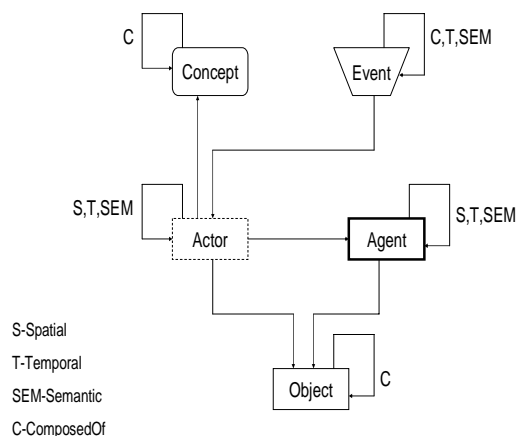 C
C,T,SEM
Concept
Event
S,T,SEM
S,T,SEM
Actor
Agent
S-Spatial
T-Temporal
Object
C
SEM-Semantic
C-ComposedOf